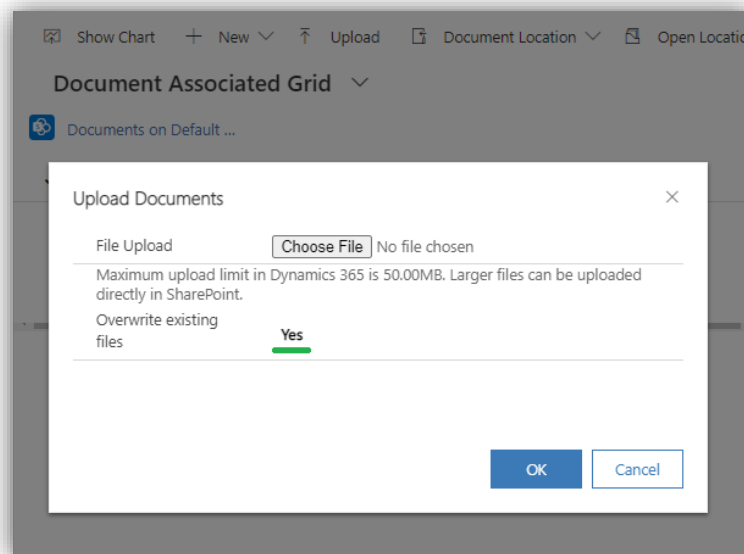 Show Chart New Upload Document Location Open Locatio
Document Associated Grid
Documents on Default ...
Upload Documents
File Upload Choose File No file chosen
Maximum upload limit in Dynamics 365 is 50.00MB. Larger files can be uploaded
directly in SharePoint.
Overwrite existing
files Yes
OK Cancel